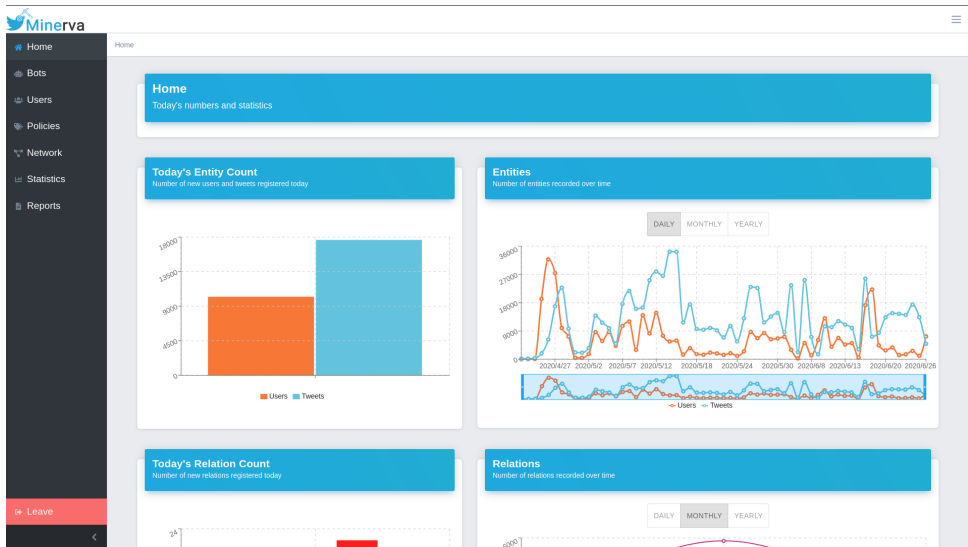 Minerva
Home
Bots
Users
Policies
Network
Statistics
Reports
Leave
Home
Home
Today's numbers and statistics
Today's Entity Count
Number of new users and tweets registered today
18000
13500
9000
4500
0
Users Tweets
Entities
Number of entities recorded over time
DAILY MONTHLY YEARLY
36000
27000
18000
9000
0
2020/4/27 2020/5/2 2020/5/7 2020/5/12 2020/5/18 2020/5/24 2020/5/30 2020/6/8 2020/6/13 2020/6/20 2020/6/26
Users Tweets
Today's Relation Count
Number of new relations registered today
24
Relations
Number of relations recorded over time
DAILY MONTHLY YEARLY